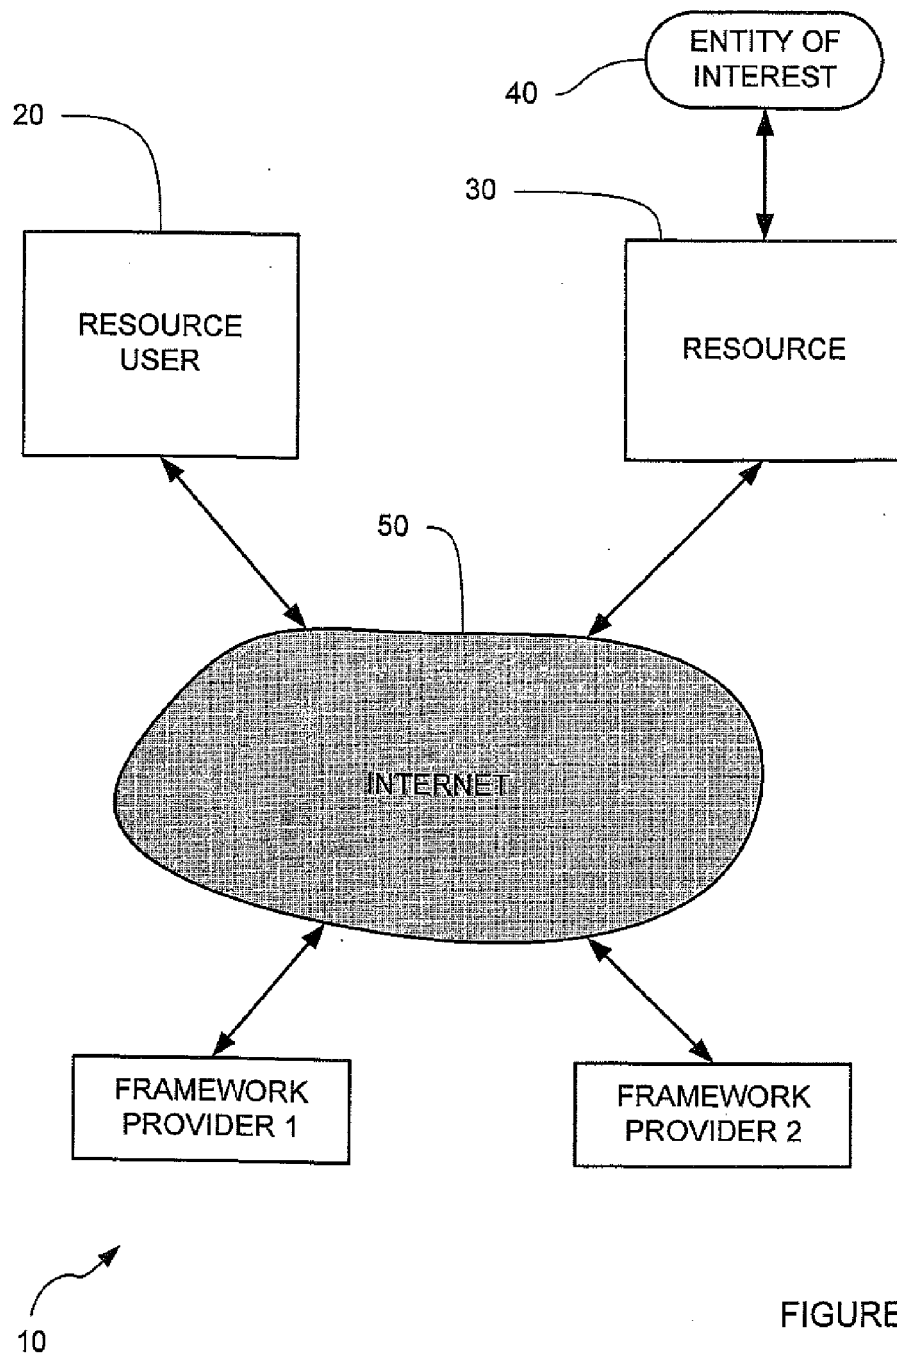 ENTITY OF
INTEREST
40
20
30
RESOURCE
USER
RESOURCE
50
INTERNET
FRAMEWORK
PROVIDER 1
FRAMEWORK
PROVIDER 2
10
FIGURE